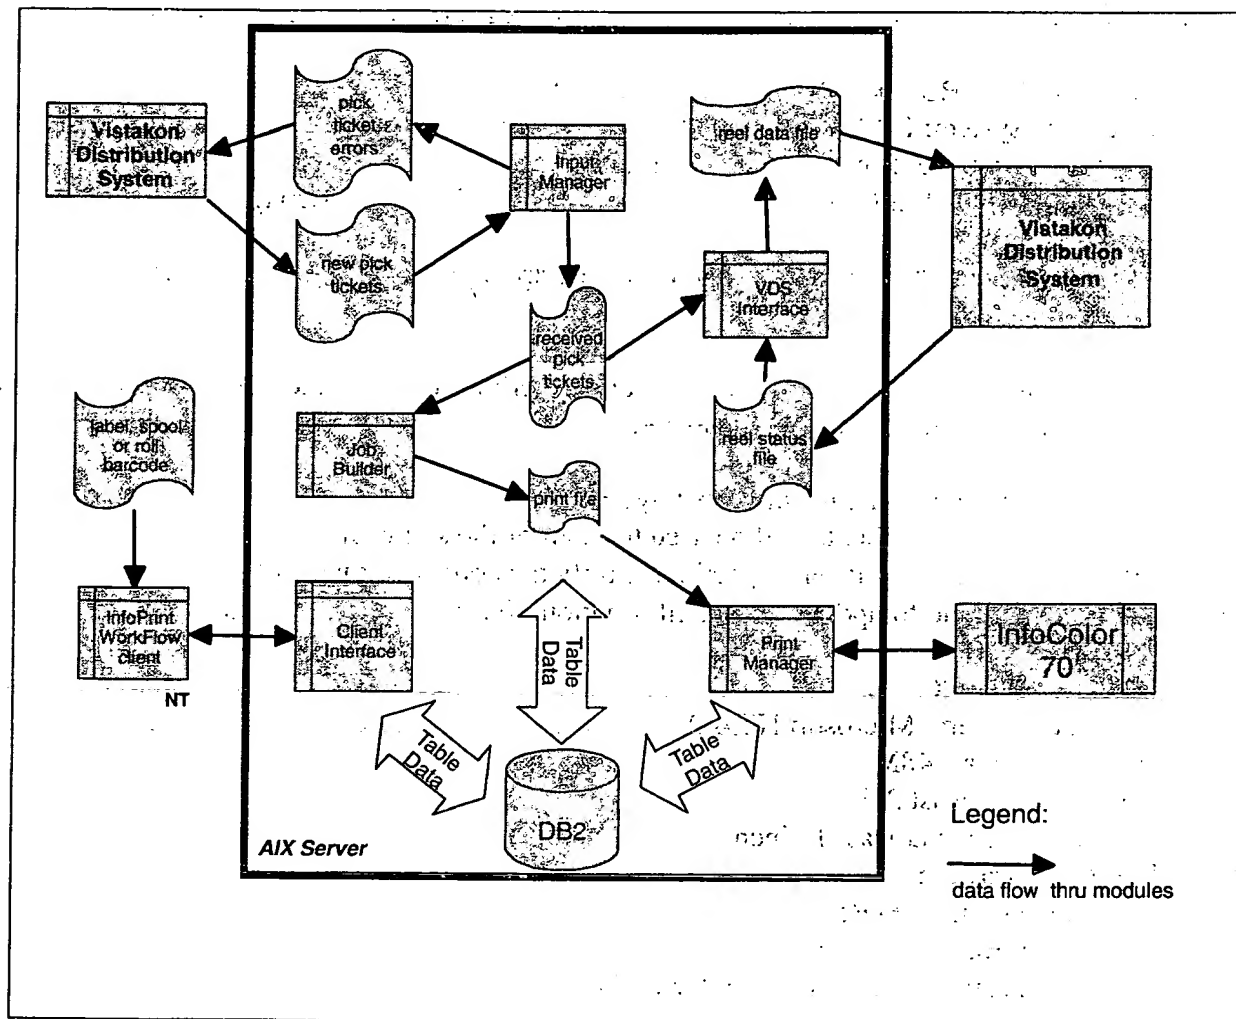 pick
ticket
errors
Vistakon
Distribution
System
Input
Manager
reel data file
new pick
tickets
Vistakon
Distribution
System
VDS
Interface
received
pick
tickets
label, spool
or roll
barcode
Job
Builder
reel status
file
print file
InfoPrint
WorkFlow
client
NT
Client
Interface
Table
Data
Print
Manager
InfoColor
70
Table
Data
Table
Data
DB2
AIX Server
Legend:
data flow thru modules